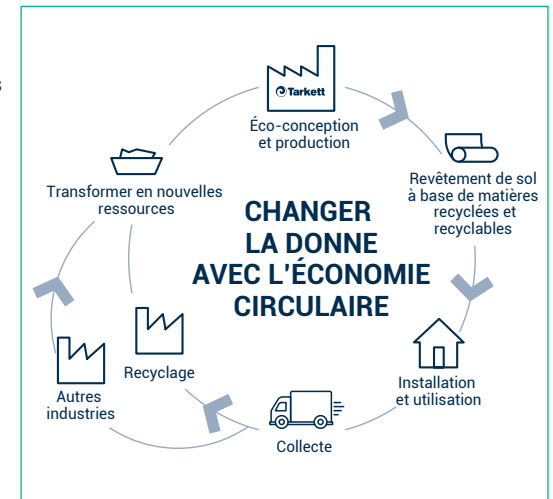 s
Tarkett
Éco-conception
et production
Revêtement de sol
à base de matières
recyclées et
recyclables
Transformer en nouvelles
ressources
CHANGER
LA DONNE
AVEC L'ÉCONOMIE
CIRCULAIRE
Recyclage
Autres
industries
Installation
et utilisation
Collecte